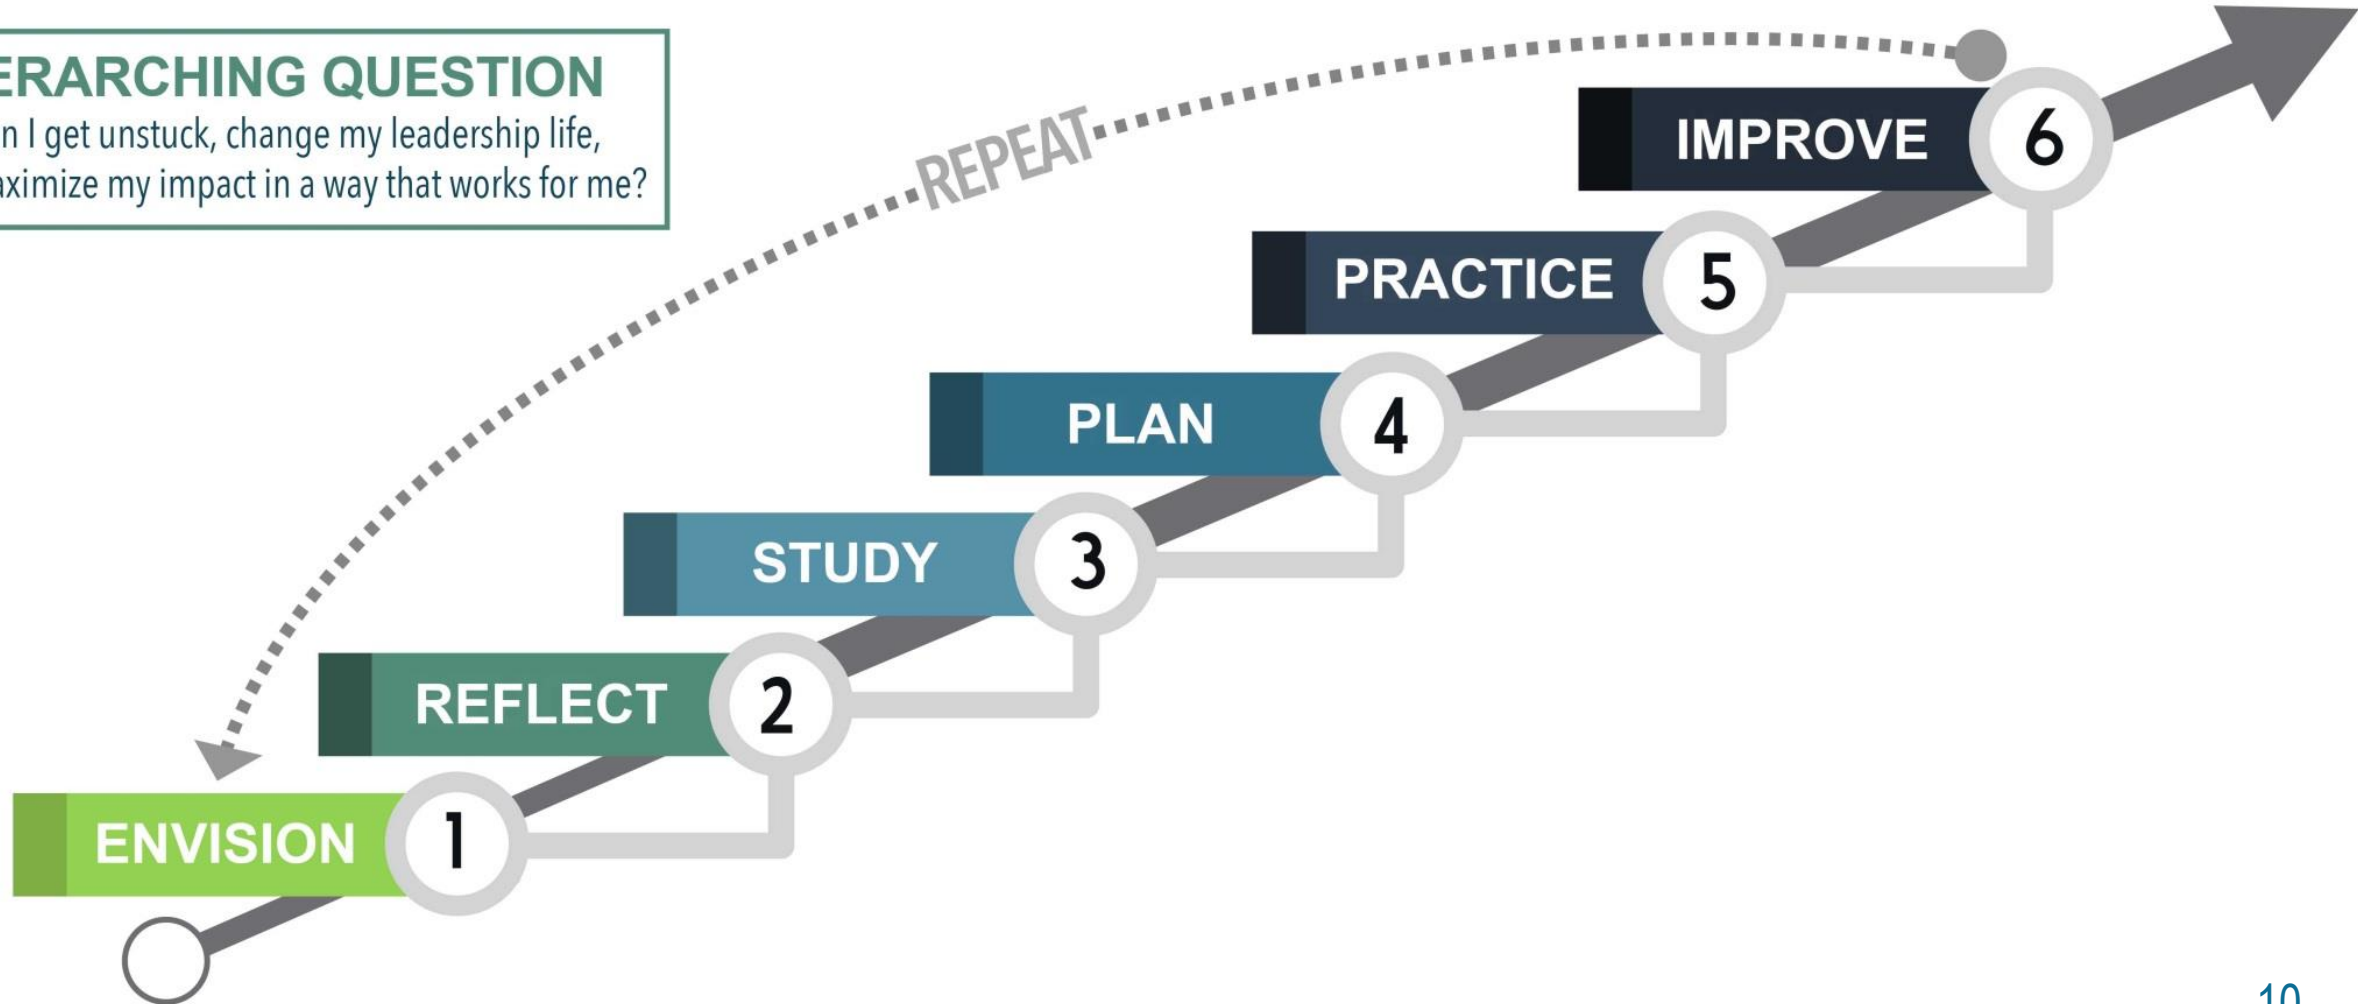 ERARCHING QUESTION
n I get unstuck, change my leadership life,
aximize my impact in a way that works for me?
REPEAT
IMPROVE 6
PRACTICE 5
PLAN 4
STUDY 3
REFLECT 2
ENVISION 1
10